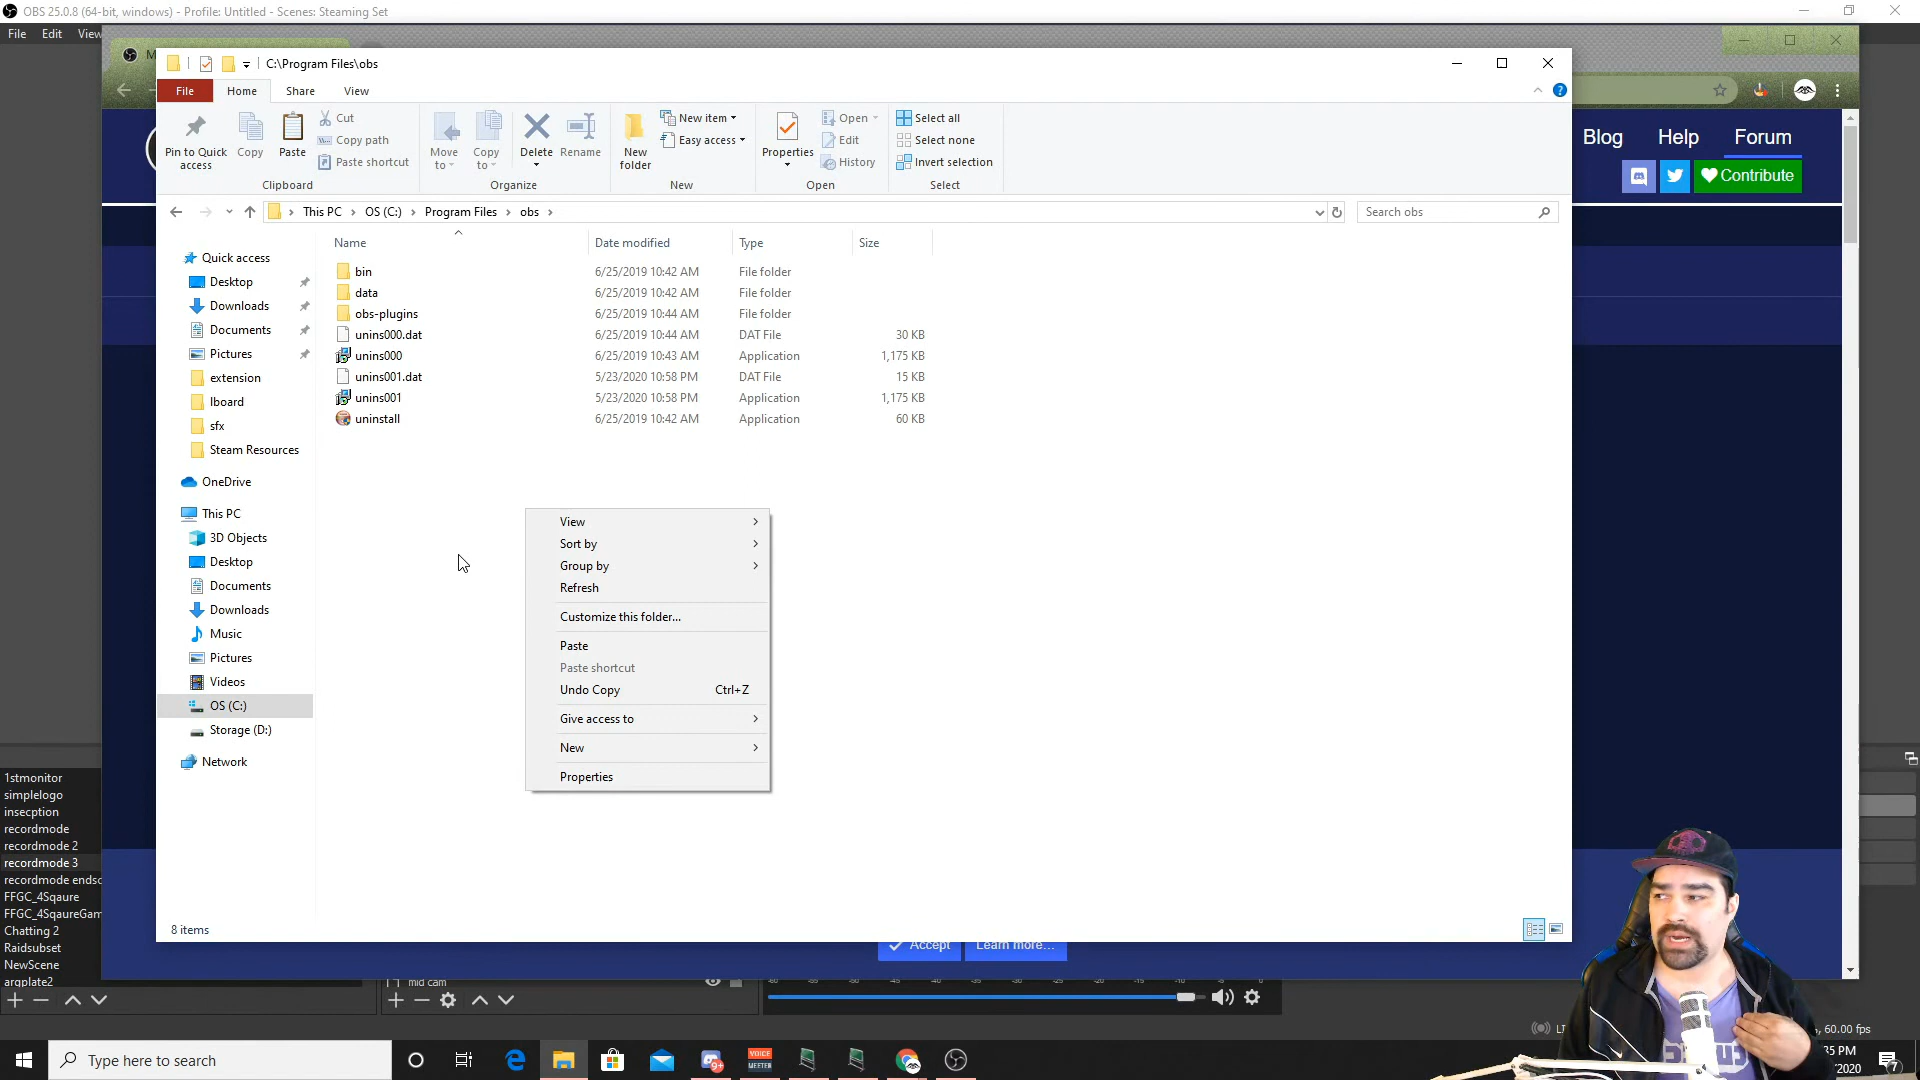 OBS 25.0.8 (64-bit, windows) - Profile: Untitled - Scenes: Steaming Set
File Edit View
C:\Program Files\obs
File Home Share View
Pin to Quick access
Copy
Paste
Cut
Copy path
Paste shortcut
Clipboard
Move to
Copy to
Delete
Rename
Organize
New folder
New item
Easy access
New
Properties
Open
Edit
History
Open
Select all
Select none
Invert selection
Select
Blog Help Forum
Contribute
This PC OS (C:) Program Files obs
Search obs
Name Date modified Type Size
bin 6/25/2019 10:42 AM File folder
data 6/25/2019 10:42 AM File folder
obs-plugins 6/25/2019 10:44 AM File folder
unins000.dat 6/25/2019 10:44 AM DAT File 30 KB
unins000 6/25/2019 10:43 AM Application 1,175 KB
unins001.dat 5/23/2020 10:58 PM DAT File 15 KB
unins001 5/23/2020 10:58 PM Application 1,175 KB
uninstall 6/25/2019 10:42 AM Application 60 KB
Quick access
Desktop
Downloads
Documents
Pictures
extension
lboard
sfx
Steam Resources
OneDrive
This PC
3D Objects
Desktop
Documents
Downloads
Music
Pictures
Videos
OS (C:)
Storage (D:)
Network
View
Sort by
Group by
Refresh
Customize this folder...
Paste
Paste shortcut
Undo Copy Ctrl+Z
Give access to
New
Properties
8 items
Accept Learn more...
1stmonitor
simplelogo
insecption
recordmode
recordmode 2
recordmode 3
recordmode endsc
FFGC_4Sqaure
FFGC_4SqaureGam
Chatting 2
Raidsubset
NewScene
argplate2
mid cam
, 60.00 fps
Type here to search
VOICE
MEETER
35 PM
/2020
7